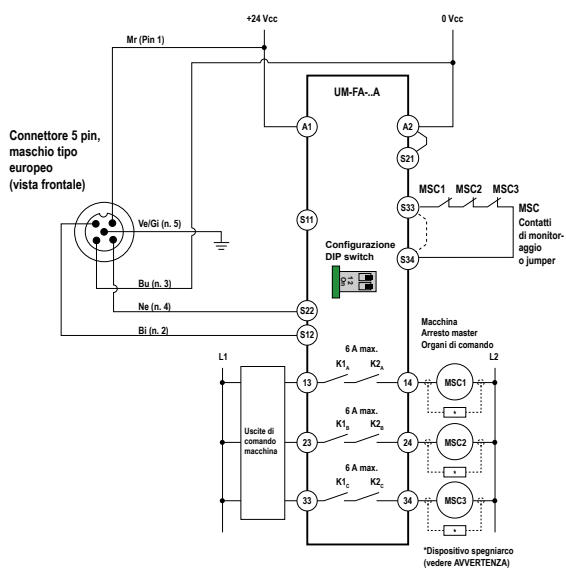 +24 Vcc
0 Vcc
Mr (Pin 1)
UM-FA-..A
A1
A2
S21
Connettore 5 pin,
maschio tipo
europeo
(vista frontale)
MSC1
MSC2
MSC3
S33
MSC
Contatti
di monitor-
aggio
o jumper
Ve/Gi (n. 5)
S11
Configurazione
DIP switch
S34
1 2
On
Bu (n. 3)
Ne (n. 4)
S22
Bi (n. 2)
S12
Macchina
Arresto master
Organi di comando
L1
L2
6 A max.
K1A
K2A
13
14
MSC1
*
Uscite di
comando
macchina
6 A max.
K1B
K2B
23
24
MSC2
*
6 A max.
K1C
K2C
33
34
MSC3
*
*Dispositivo spegniarco
(vedere AVVERTENZA)